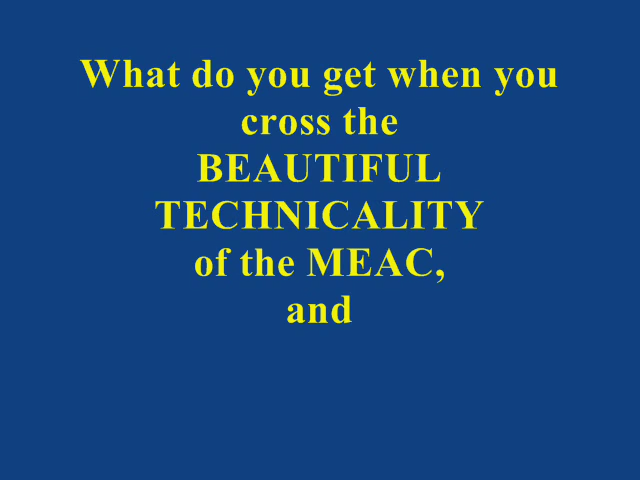 What do you get when you
cross the
BEAUTIFUL
TECHNICALITY
of the MEAC,
and